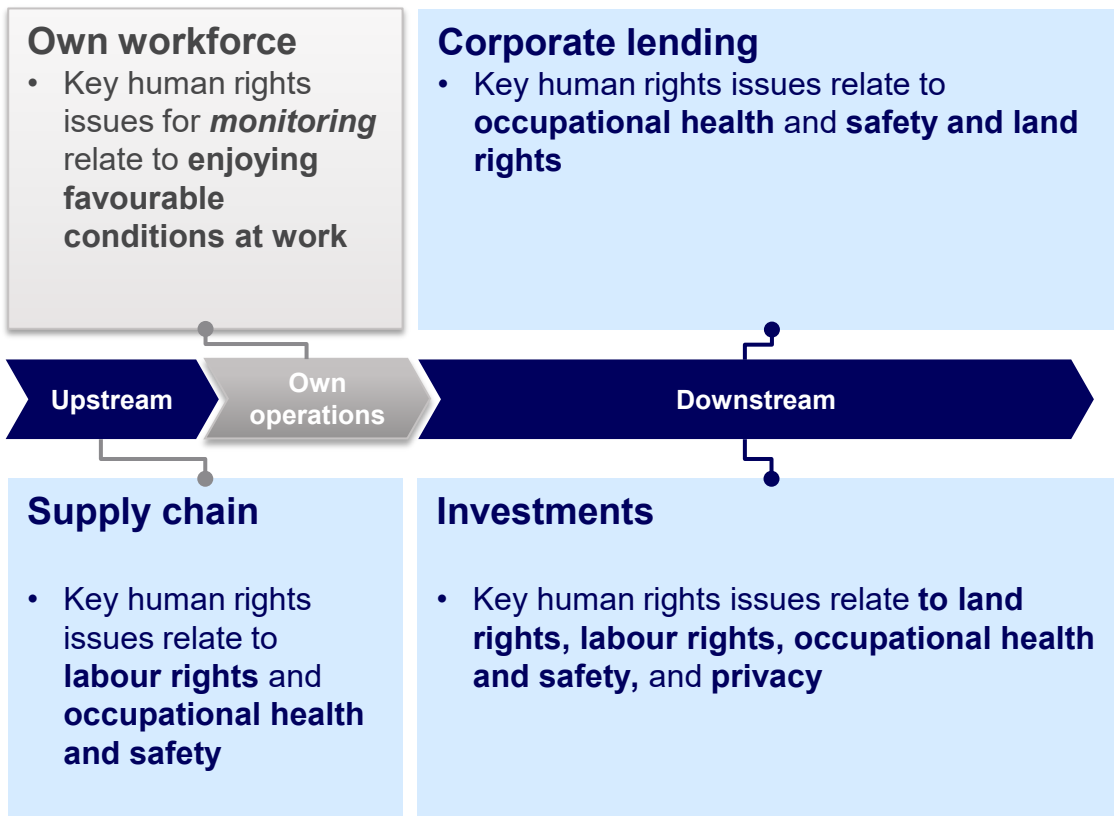 Own workforce
• Key human rights
issues for monitoring
relate to enjoying
favourable
conditions at work
Corporate lending
• Key human rights issues relate to
occupational health and safety and land
rights
Upstream
Own
operations
Downstream
Supply chain
• Key human rights
issues relate to
labour rights and
occupational health
and safety
Investments
• Key human rights issues relate to land
rights, labour rights, occupational health
and safety, and privacy